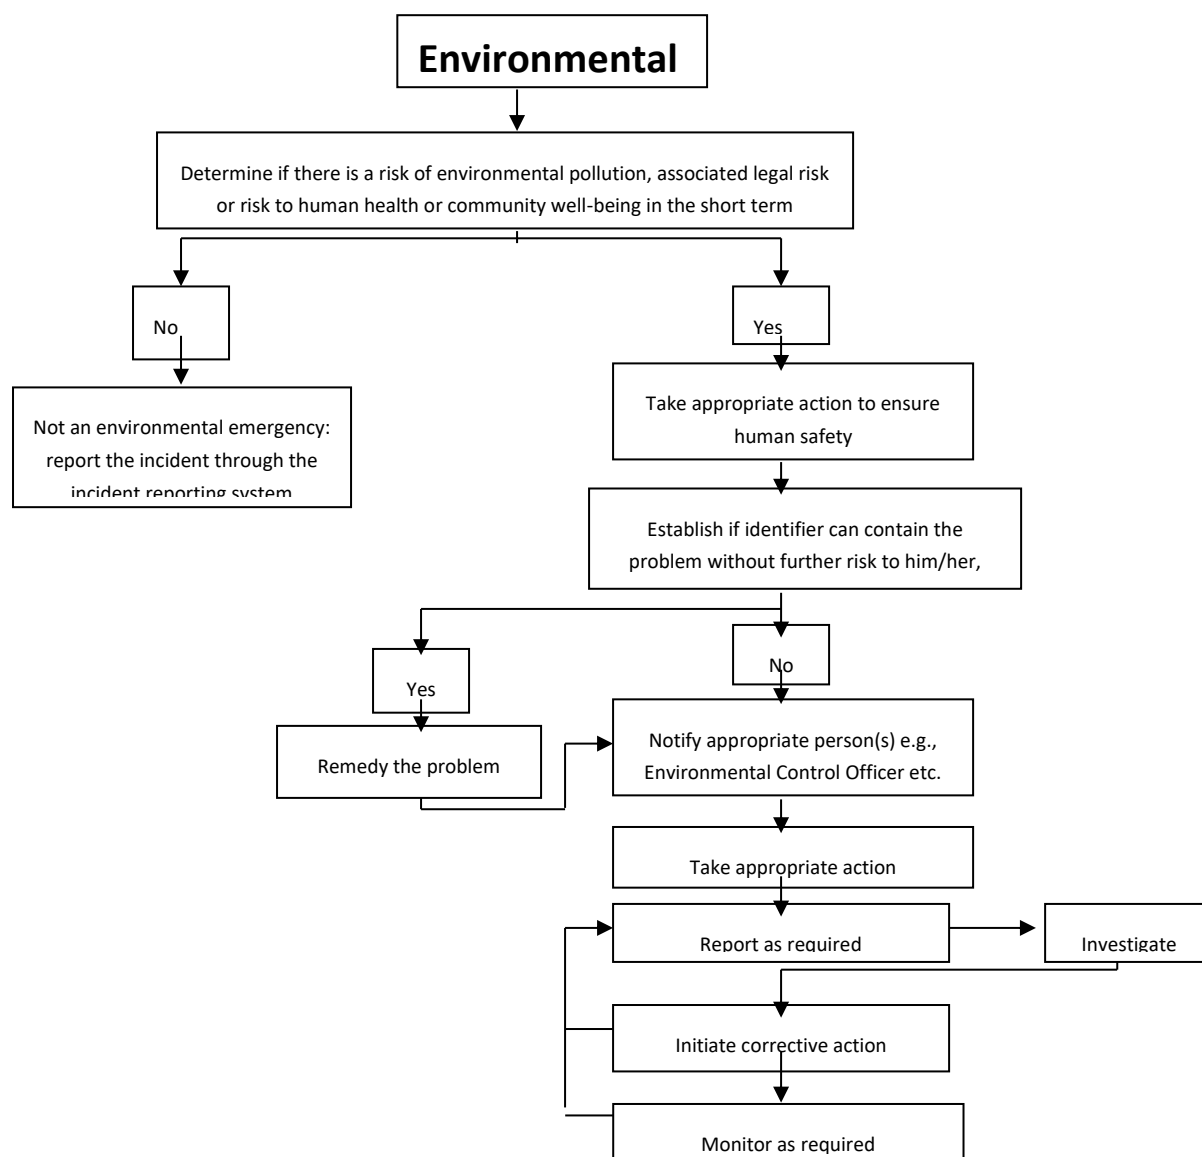 Environmental
Determine if there is a risk of environmental pollution, associated legal risk
or risk to human health or community well-being in the short term
No
Yes
Not an environmental emergency:
report the incident through the
incident reporting system
Take appropriate action to ensure
human safety
Establish if identifier can contain the
problem without further risk to him/her,
Yes
No
Remedy the problem
Notify appropriate person(s) e.g.,
Environmental Control Officer etc.
Take appropriate action
Report as required
Investigate
Initiate corrective action
Monitor as required